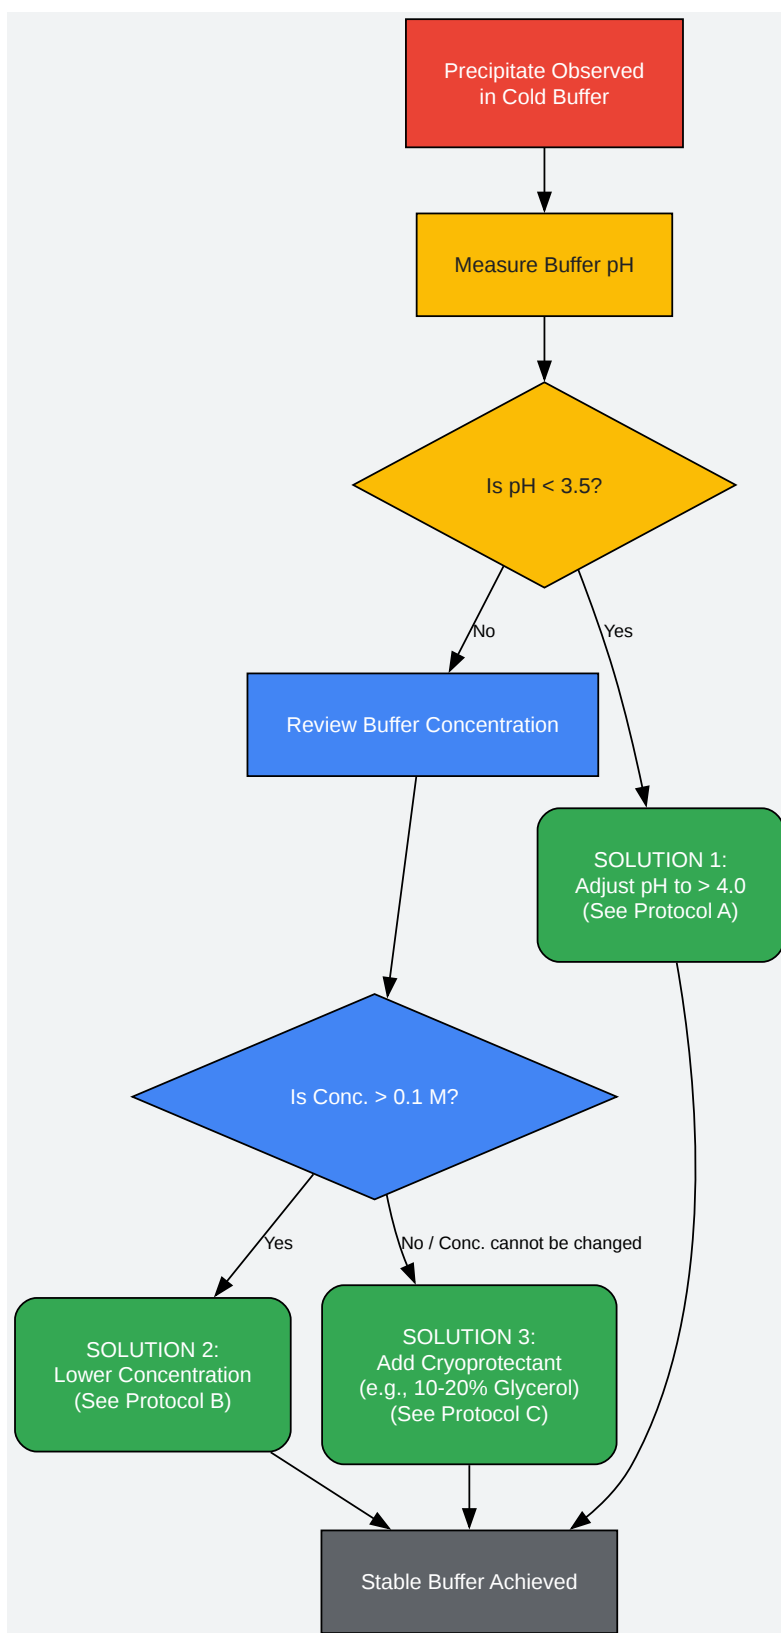 Precipitate Observed
in Cold Buffer
Measure Buffer pH
Is pH < 3.5?
No
Yes
Review Buffer Concentration
SOLUTION 1:
Adjust pH to > 4.0
(See Protocol A)
Is Conc. > 0.1 M?
Yes
No / Conc. cannot be changed
SOLUTION 2:
Lower Concentration
(See Protocol B)
SOLUTION 3:
Add Cryoprotectant
(e.g., 10-20% Glycerol)
(See Protocol C)
Stable Buffer Achieved